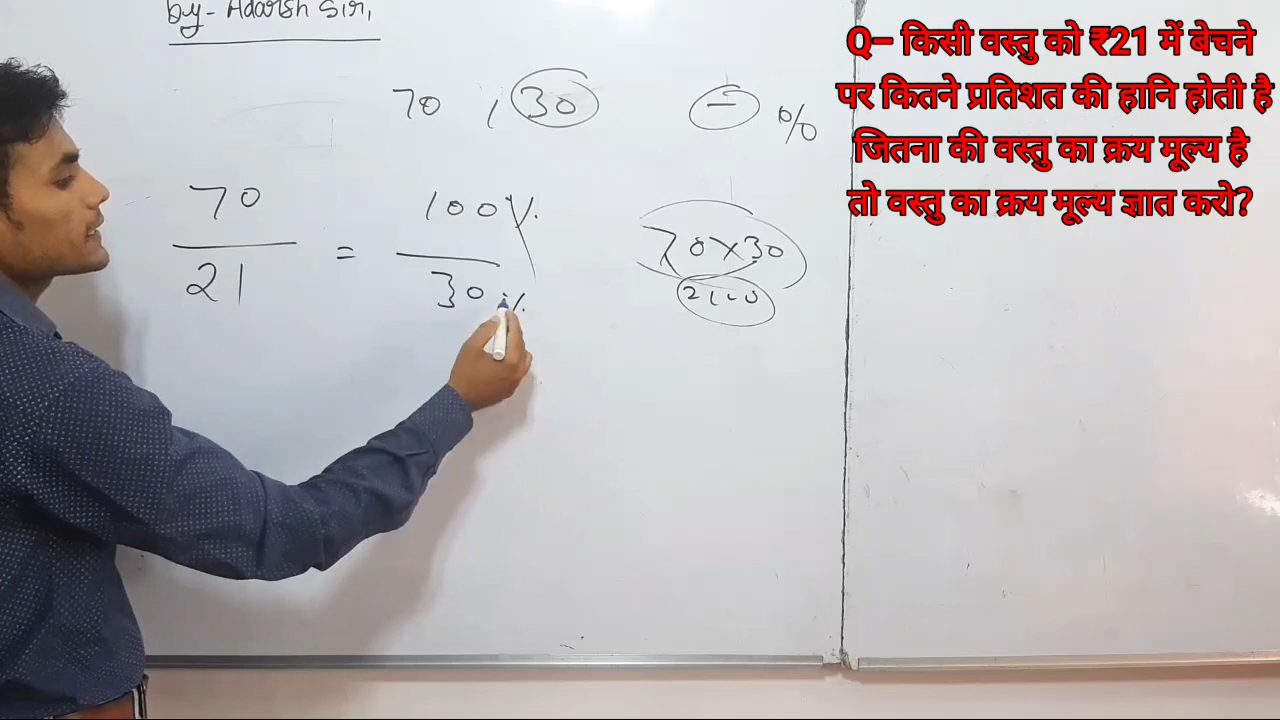 by- Adarsh Sir,
70 , 30 - %
70 / 21 = 100% / 30%
70×30
2100
Q– किसी वस्तु को ₹21 में बेचने
पर कितने प्रतिशत की हानि होती है
जितना की वस्तु का क्रय मूल्य है
तो वस्तु का क्रय मूल्य ज्ञात करो?